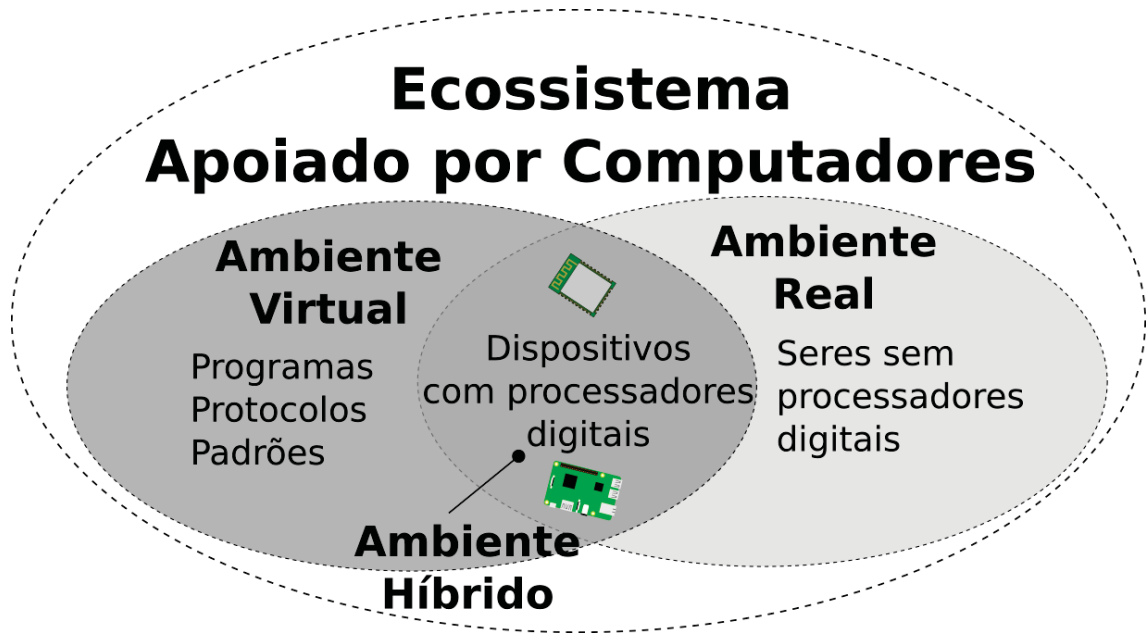 Ecossistema
Apoiado por Computadores
Ambiente
Virtual
Programas
Protocolos
Padrões
Dispositivos
com processadores
digitais
Ambiente
Híbrido
Ambiente
Real
Seres sem
processadores
digitais